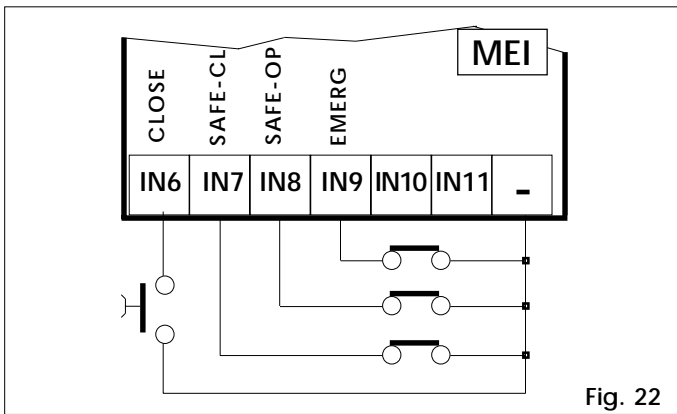 MEI
CLOSE
SAFE-CL
SAFE-OP
EMERG
IN6 IN7 IN8 IN9 IN10 IN11 -
Fig. 22